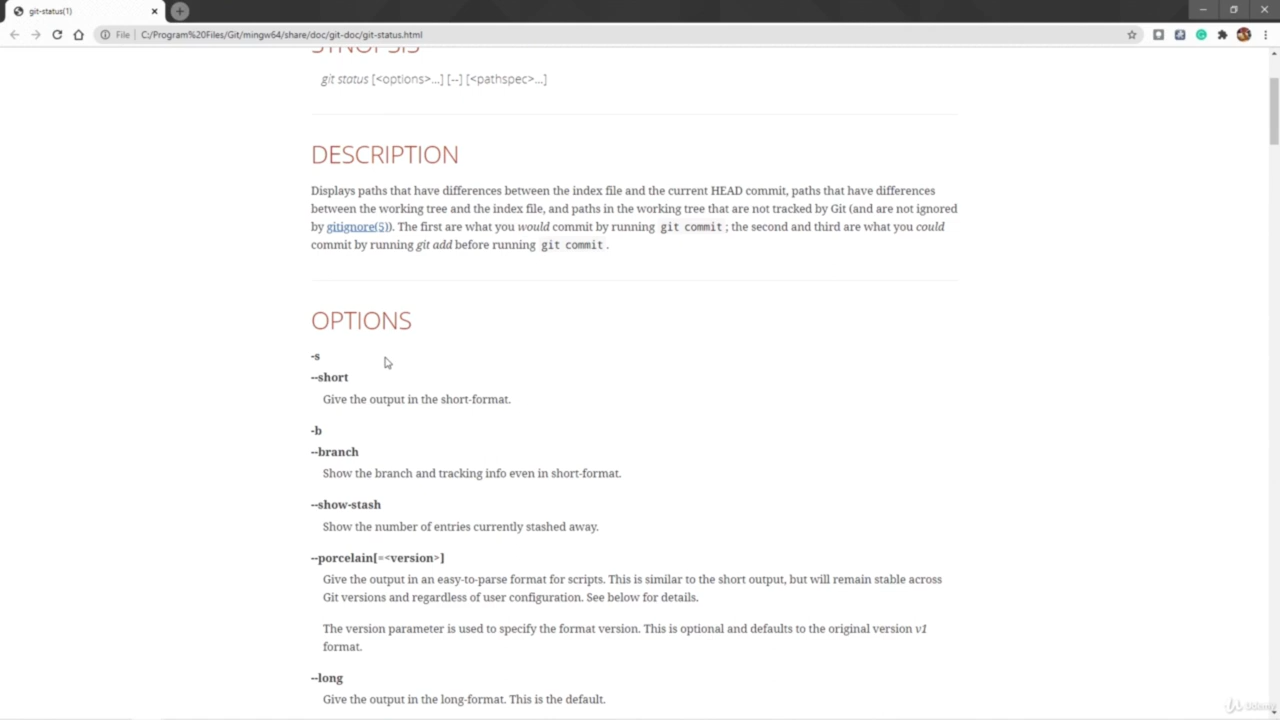 git-status(1)
File
C:/Program%20Files/Git/mingw64/share/doc/git-doc/git-status.html
SYNOPSIS
git status [<options>...] [--] [<pathspec>...]
DESCRIPTION
Displays paths that have differences between the index file and the current HEAD commit, paths that have differences
between the working tree and the index file, and paths in the working tree that are not tracked by Git (and are not ignored
by gitignore(5)). The first are what you would commit by running git commit; the second and third are what you could
commit by running git add before running git commit.
OPTIONS
-s
--short
Give the output in the short-format.
-b
--branch
Show the branch and tracking info even in short-format.
--show-stash
Show the number of entries currently stashed away.
--porcelain[=<version>]
Give the output in an easy-to-parse format for scripts. This is similar to the short output, but will remain stable across
Git versions and regardless of user configuration. See below for details.
The version parameter is used to specify the format version. This is optional and defaults to the original version v1
format.
--long
Give the output in the long-format. This is the default.
Udemy